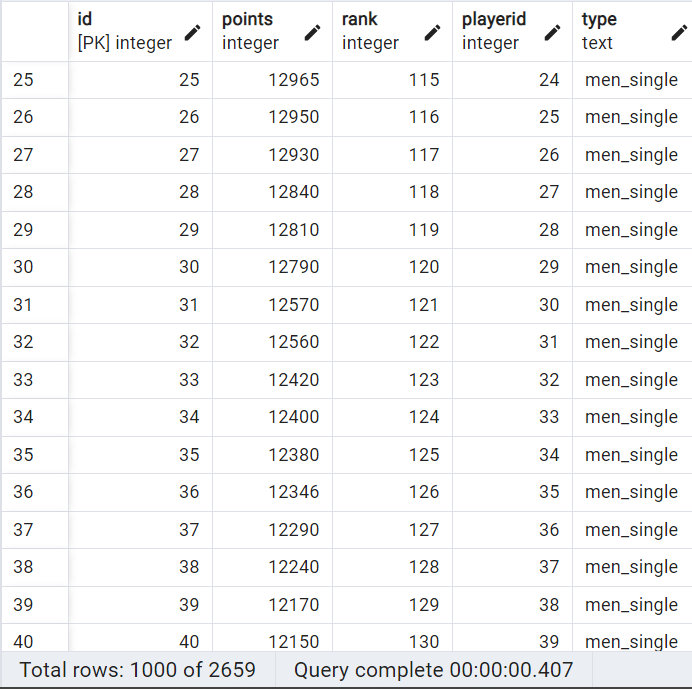 id points rank playerid type
[PK] integer integer integer integer text
25 25 12965 115 24 men_single
26 26 12950 116 25 men_single
27 27 12930 117 26 men_single
28 28 12840 118 27 men_single
29 29 12810 119 28 men_single
30 30 12790 120 29 men_single
31 31 12570 121 30 men_single
32 32 12560 122 31 men_single
33 33 12420 123 32 men_single
34 34 12400 124 33 men_single
35 35 12380 125 34 men_single
36 36 12346 126 35 men_single
37 37 12290 127 36 men_single
38 38 12240 128 37 men_single
39 39 12170 129 38 men_single
40 40 12150 130 39 men_single
Total rows: 1000 of 2659 Query complete 00:00:00.407